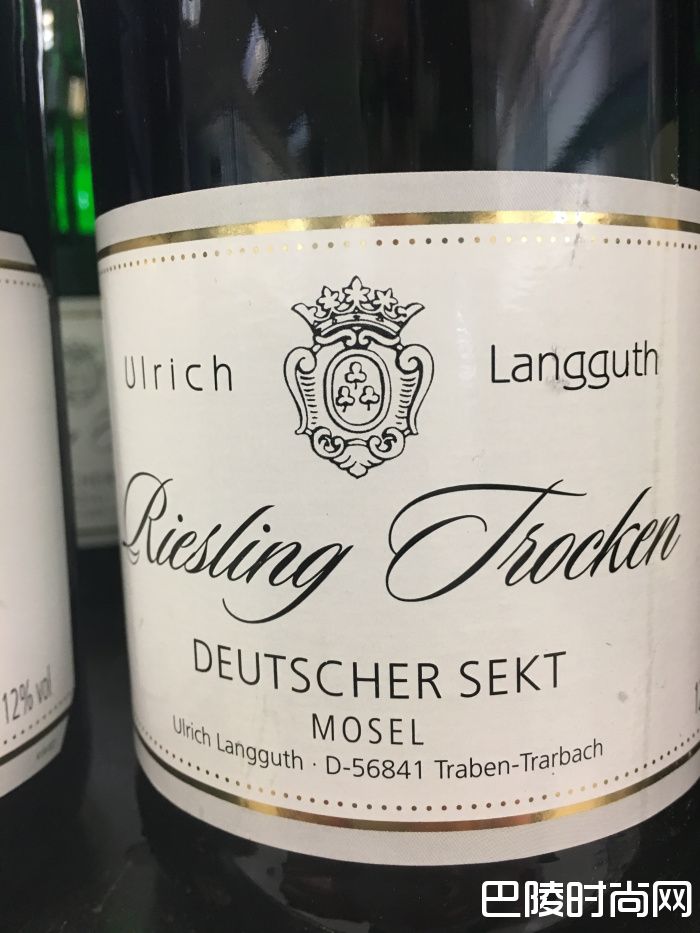 Ulrich Langguth
Riesling Trocken
DEUTSCHER SEKT
MOSEL
Ulrich Langguth · D-56841 Traben-Trarbach
12% vol
巴陵时尚网